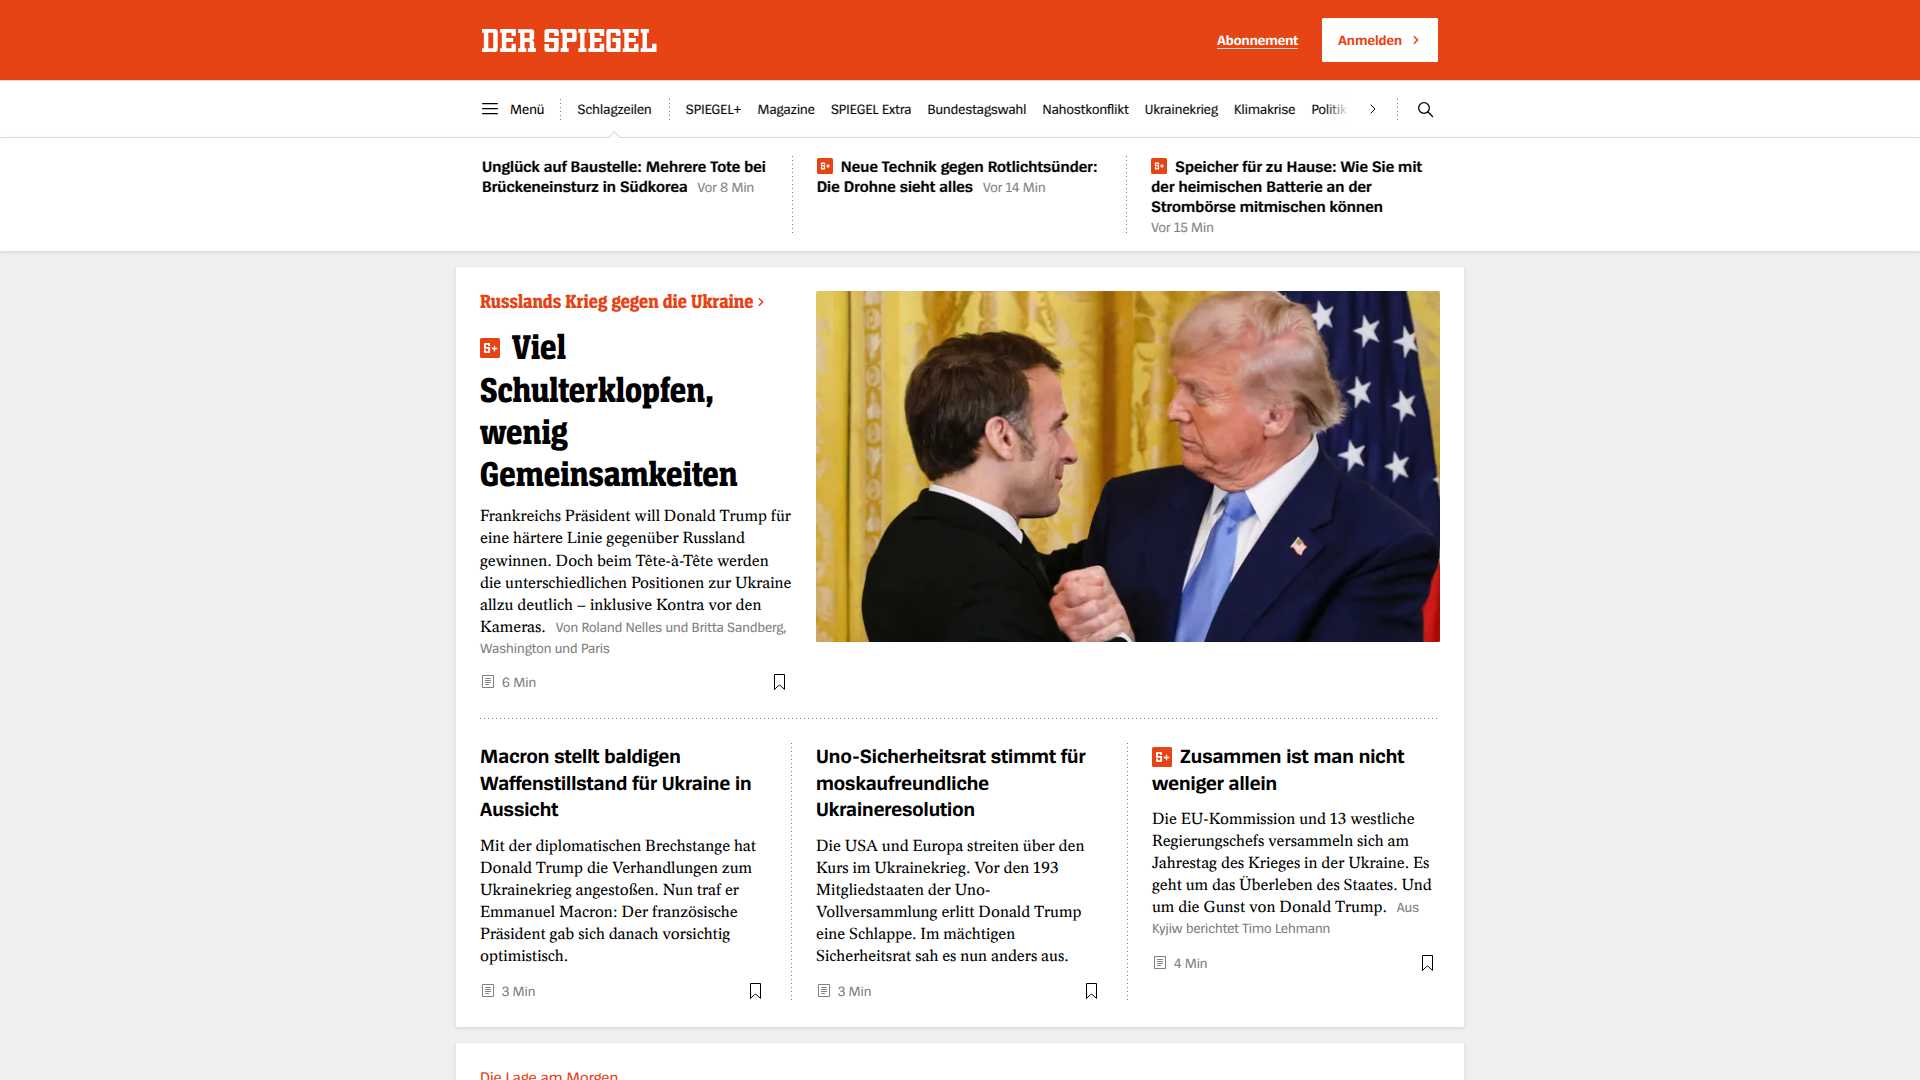 DER SPIEGEL
Abonnement
Anmelden
Menü
Schlagzeilen
SPIEGEL+
Magazine
SPIEGEL Extra
Bundestagswahl
Nahostkonflikt
Ukrainekrieg
Klimakrise
Politik
Unglück auf Baustelle: Mehrere Tote bei
Brückeneinsturz in Südkorea Vor 8 Min
Neue Technik gegen Rotlichtsünder:
Die Drohne sieht alles Vor 14 Min
Speicher für zu Hause: Wie Sie mit
der heimischen Batterie an der
Strombörse mitmischen können
Vor 15 Min
Russlands Krieg gegen die Ukraine
Viel
Schulterklopfen,
wenig
Gemeinsamkeiten
Frankreichs Präsident will Donald Trump für
eine härtere Linie gegenüber Russland
gewinnen. Doch beim Tête-à-Tête werden
die unterschiedlichen Positionen zur Ukraine
allzu deutlich – inklusive Kontra vor den
Kameras. Von Roland Nelles und Britta Sandberg,
Washington und Paris
6 Min
Macron stellt baldigen
Waffenstillstand für Ukraine in
Aussicht
Mit der diplomatischen Brechstange hat
Donald Trump die Verhandlungen zum
Ukrainekrieg angestoßen. Nun traf er
Emmanuel Macron: Der französische
Präsident gab sich danach vorsichtig
optimistisch.
3 Min
Uno-Sicherheitsrat stimmt für
moskaufreundliche
Ukraineresolution
Die USA und Europa streiten über den
Kurs im Ukrainekrieg. Vor den 193
Mitgliedstaaten der Uno-
Vollversammlung erlitt Donald Trump
eine Schlappe. Im mächtigen
Sicherheitsrat sah es nun anders aus.
3 Min
Zusammen ist man nicht
weniger allein
Die EU-Kommission und 13 westliche
Regierungschefs versammeln sich am
Jahrestag des Krieges in der Ukraine. Es
geht um das Überleben des Staates. Und
um die Gunst von Donald Trump. Aus
Kyjiw berichtet Timo Lehmann
4 Min
Die Lage am Morgen